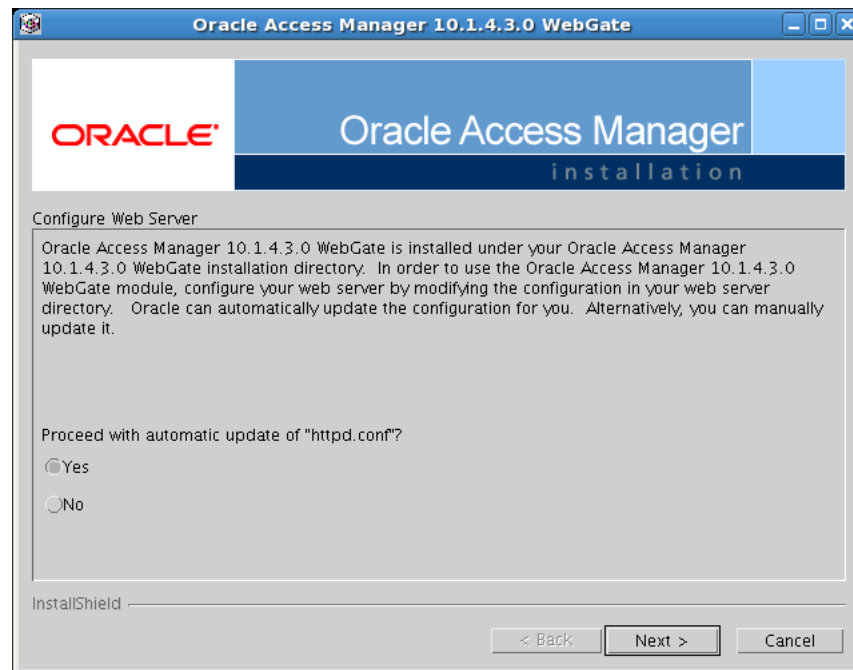 Oracle Access Manager 10.1.4.3.0 WebGate
ORACLE®
Oracle Access Manager
installation
Configure Web Server
Oracle Access Manager 10.1.4.3.0 WebGate is installed under your Oracle Access Manager
10.1.4.3.0 WebGate installation directory.  In order to use the Oracle Access Manager 10.1.4.3.0
WebGate module, configure your web server by modifying the configuration in your web server
directory.   Oracle can automatically update the configuration for you.  Alternatively, you can manually
update it.
Proceed with automatic update of "httpd.conf"?
Yes
No
InstallShield
< Back
Next >
Cancel